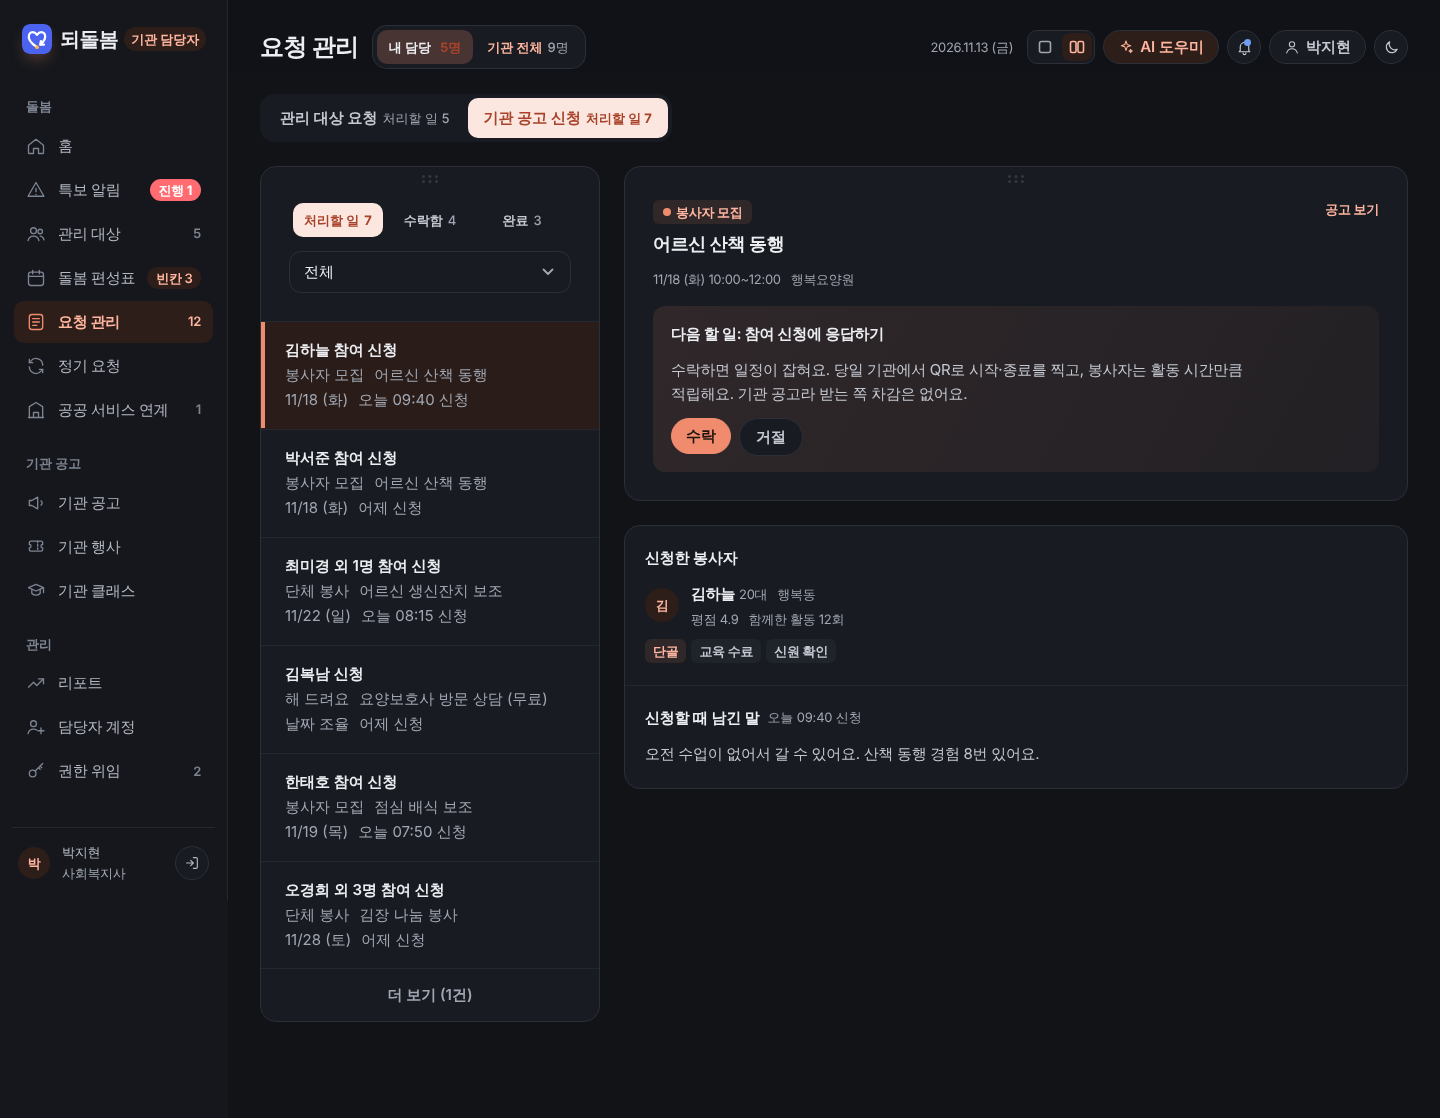 되돌봄 기관 담당자
돌봄
홈
특보 알림 진행 1
관리 대상 5
돌봄 편성표 빈칸 3
요청 관리 12
정기 요청
공공 서비스 연계 1
기관 공고
기관 공고
기관 행사
기관 클래스
관리
리포트
담당자 계정
권한 위임 2
박 박지현
사회복지사
요청 관리 내 담당 5명 기관 전체 9명
2026.11.13 (금) AI 도우미 박지현
관리 대상 요청 처리할 일 5 기관 공고 신청 처리할 일 7
처리할 일 7 수락함 4 완료 3
전체
김하늘 참여 신청
봉사자 모집 어르신 산책 동행
11/18 (화) 오늘 09:40 신청
박서준 참여 신청
봉사자 모집 어르신 산책 동행
11/18 (화) 어제 신청
최미경 외 1명 참여 신청
단체 봉사 어르신 생신잔치 보조
11/22 (일) 오늘 08:15 신청
김복남 신청
해 드려요 요양보호사 방문 상담 (무료)
날짜 조율 어제 신청
한태호 참여 신청
봉사자 모집 점심 배식 보조
11/19 (목) 오늘 07:50 신청
오경희 외 3명 참여 신청
단체 봉사 김장 나눔 봉사
11/28 (토) 어제 신청
더 보기 (1건)
봉사자 모집 공고 보기
어르신 산책 동행
11/18 (화) 10:00~12:00 행복요양원
다음 할 일: 참여 신청에 응답하기
수락하면 일정이 잡혀요. 당일 기관에서 QR로 시작·종료를 찍고, 봉사자는 활동 시간만큼
적립해요. 기관 공고라 받는 쪽 차감은 없어요.
수락 거절
신청한 봉사자
김 김하늘 20대 행복동
평점 4.9 함께한 활동 12회
단골 교육 수료 신원 확인
신청할 때 남긴 말 오늘 09:40 신청
오전 수업이 없어서 갈 수 있어요. 산책 동행 경험 8번 있어요.